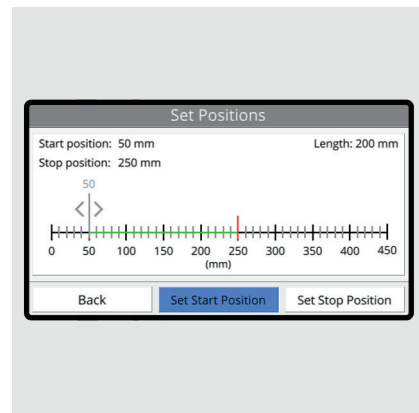 Set Positions
Start position: 50 mm Length: 200 mm
Stop position: 250 mm
50
0 50 100 150 200 250 300 350 400 450
(mm)
Back Set Start Position Set Stop Position